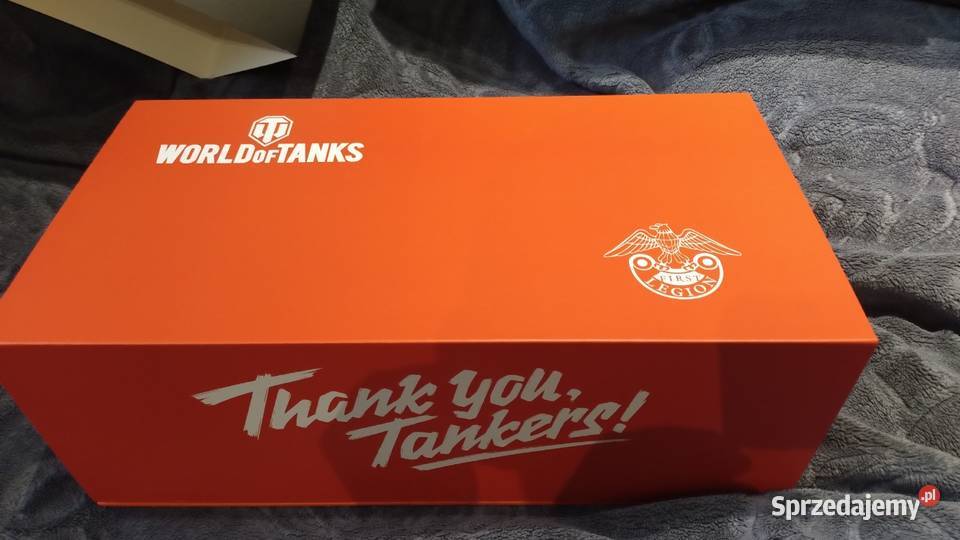 WORLD OF TANKS
FIRST
LEGION
Thank you,
Tankers!
Sprzedajemy.pl